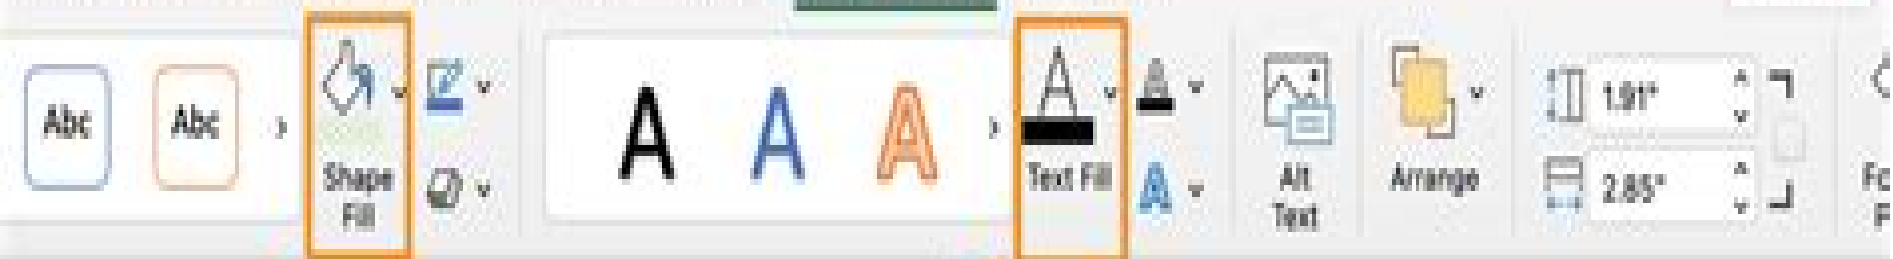 Abc
Abc
Shape
Fill
A
A
A
A
Text Fill
A
A
Alt
Text
Arrange
1.91"
2.85"